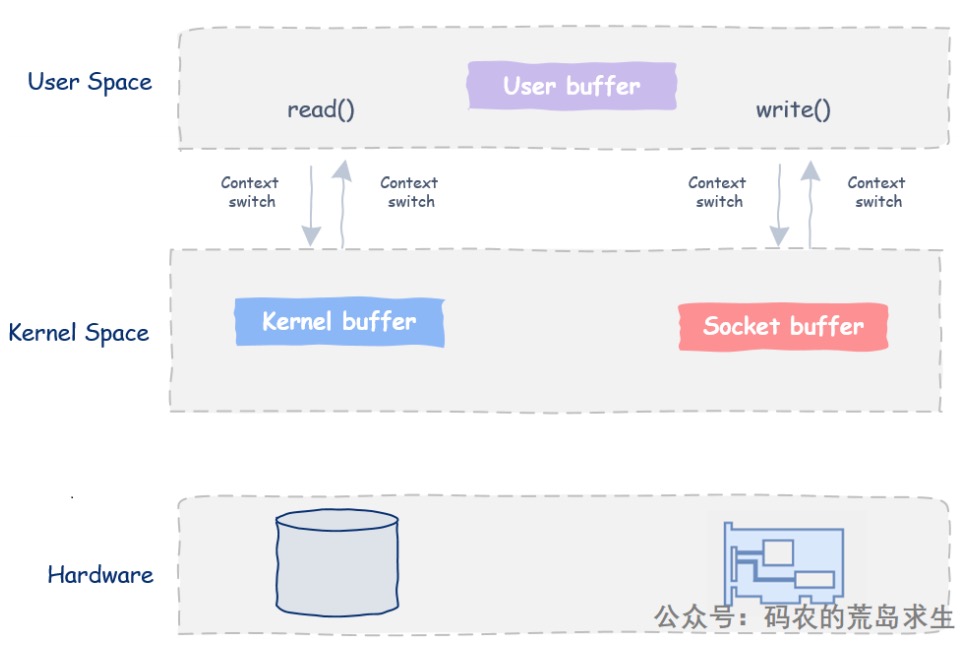 User Space
User buffer
read()
write()
Context
switch
Context
switch
Context
switch
Context
switch
Kernel Space
Kernel buffer
Socket buffer
Hardware
公众号：码农的荒岛求生